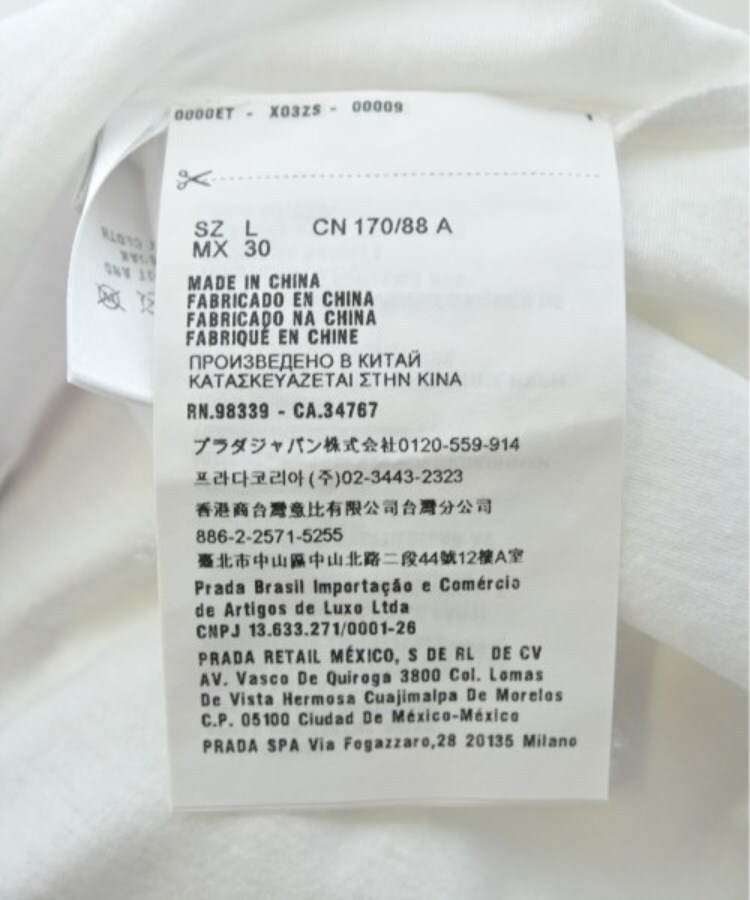 0000ET - X03ZS - 00009
SZ L CN 170/88 A
MX 30
MADE IN CHINA
FABRICADO EN CHINA
FABRICADO NA CHINA
FABRIQUÉ EN CHINE
ПРОИЗВЕДЕНО В КИТАЙ
ΚΑΤΑΣΚΕΥΑΖΕΤΑΙ ΣΤΗΝ ΚΙΝΑ
RN.98339 - CA.34767
プラダジャパン株式会社0120-559-914
프라다코리아(주)02-3443-2323
香港商台灣意比有限公司台灣分公司
886-2-2571-5255
臺北市中山區中山北路二段44號12樓A室
Prada Brasil Importação e Comércio
de Artigos de Luxo Ltda
CNPJ 13.633.271/0001-26
PRADA RETAIL MÉXICO, S DE RL DE CV
AV. Vasco De Quiroga 3800 Col. Lomas
De Vista Hermosa Cuajimalpa De Morelos
C.P. 05100 Ciudad De México-México
PRADA SPA Via Fogazzaro,28 20135 Milano